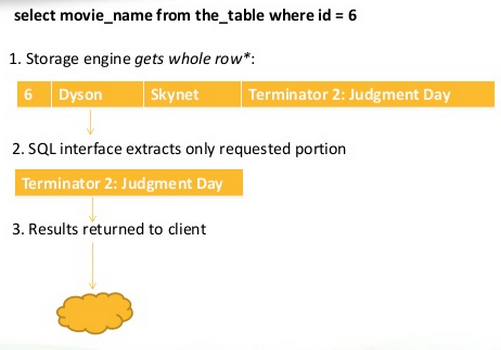 select movie_name from the_table where id = 6
1. Storage engine gets whole row*:
6 Dyson Skynet Terminator 2: Judgment Day
2. SQL interface extracts only requested portion
Terminator 2: Judgment Day
3. Results returned to client